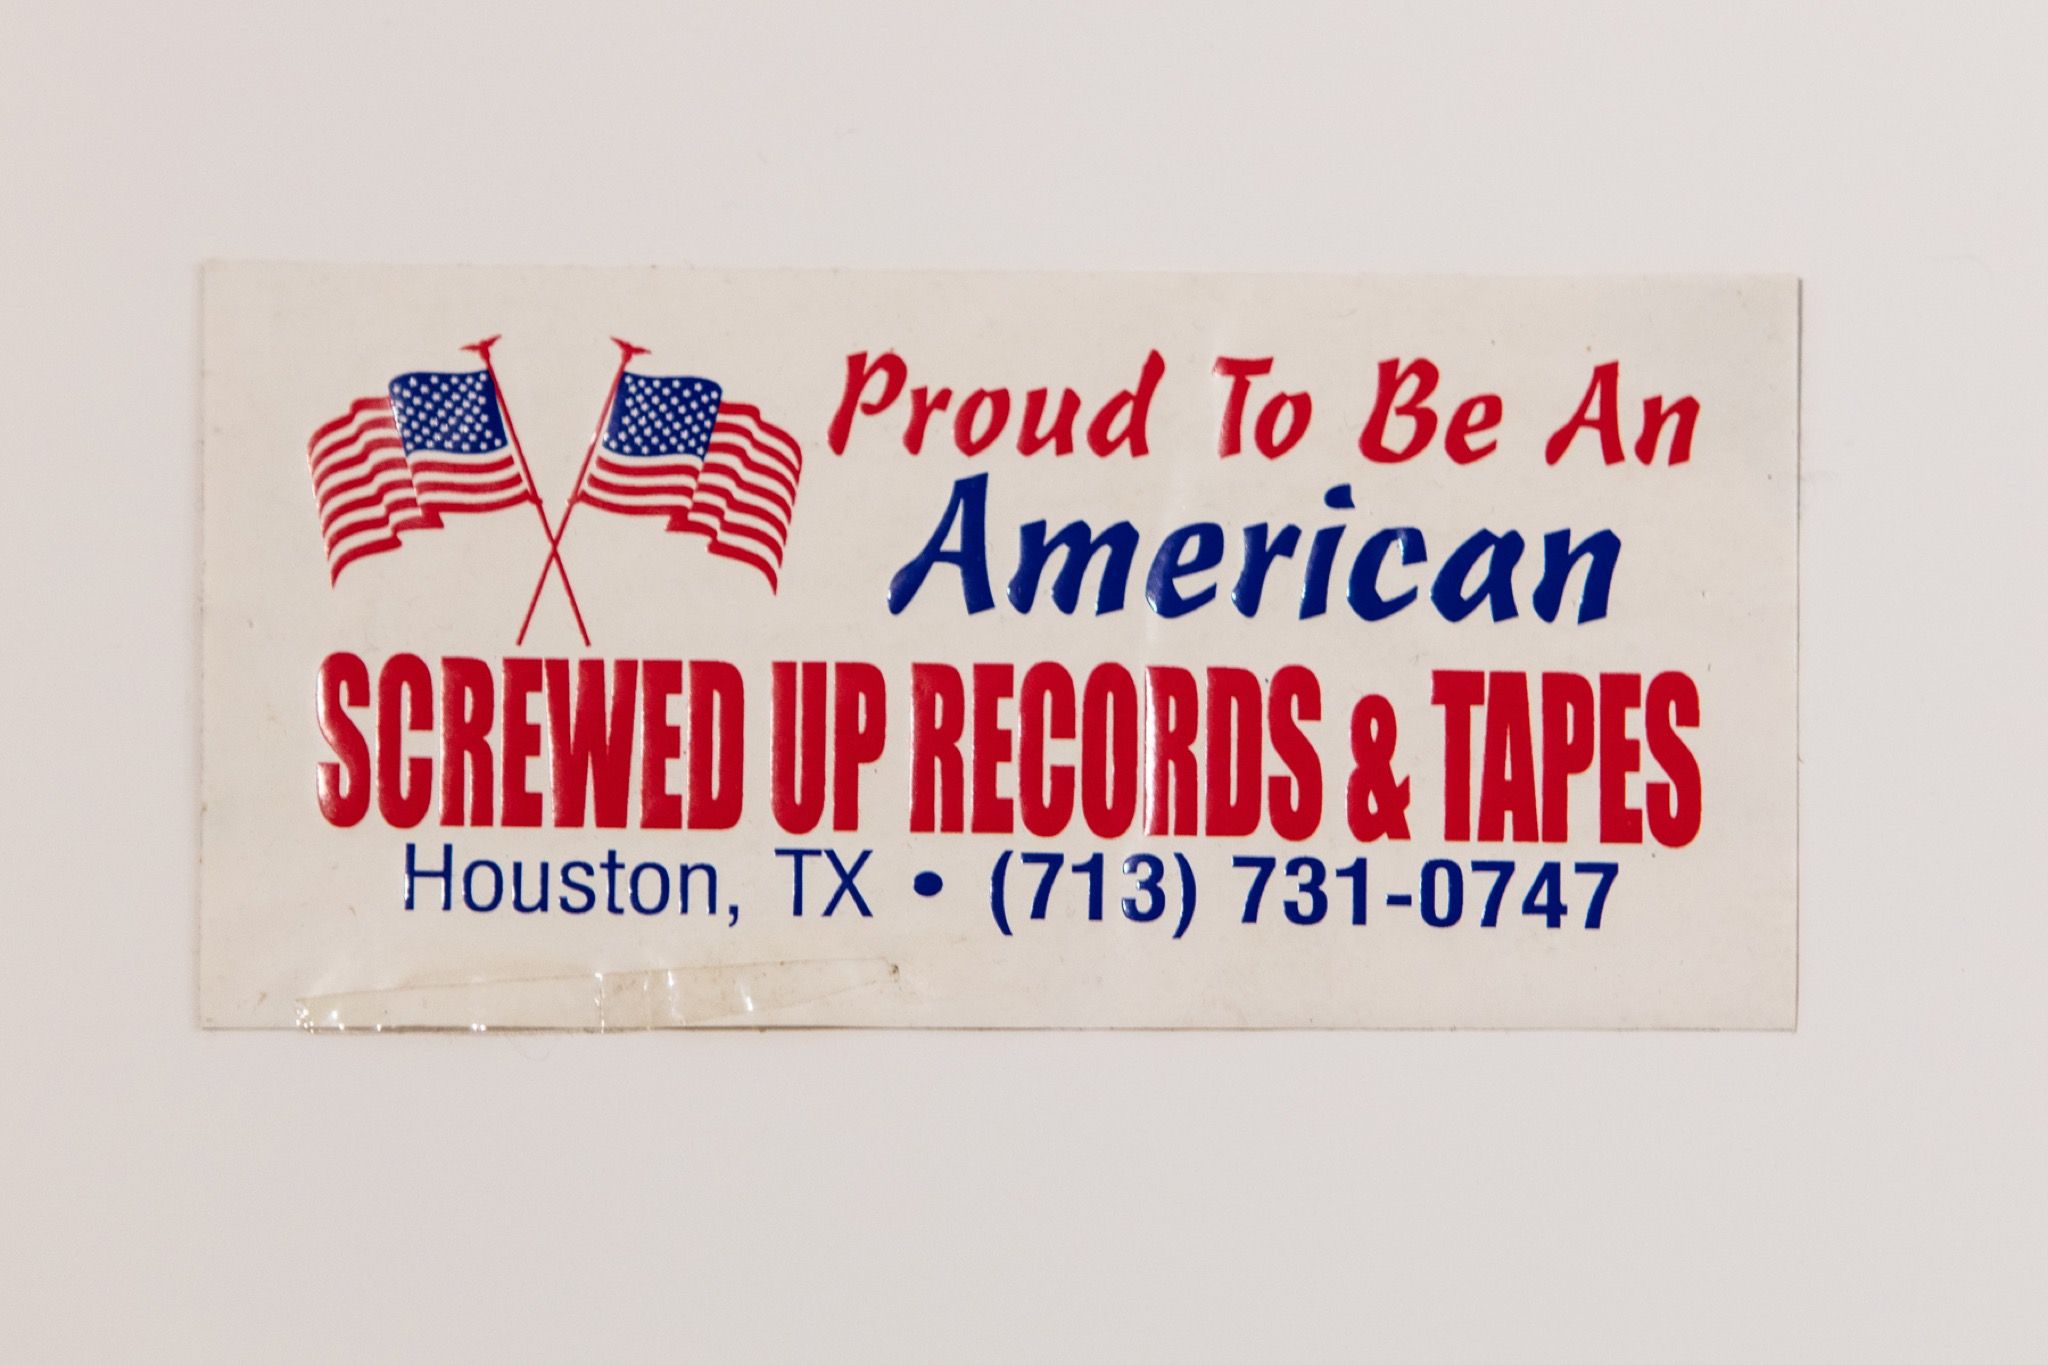 Proud To Be An
American
SCREWED UP RECORDS & TAPES
Houston, TX • (713) 731-0747